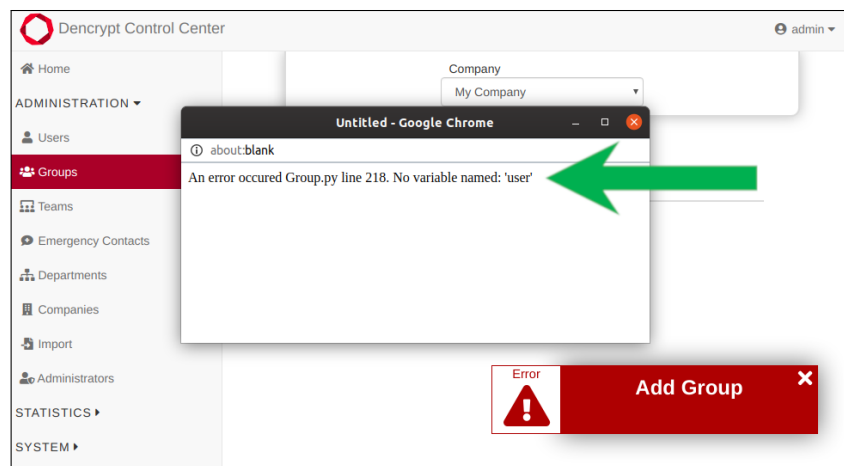 Dencrypt Control Center
admin
Home
Company
My Company
ADMINISTRATION
Untitled - Google Chrome
Users
about:blank
Groups
An error occured Group.py line 218. No variable named: 'user'
Teams
Emergency Contacts
Departments
Companies
Import
Error
Add Group
Administrators
STATISTICS
SYSTEM